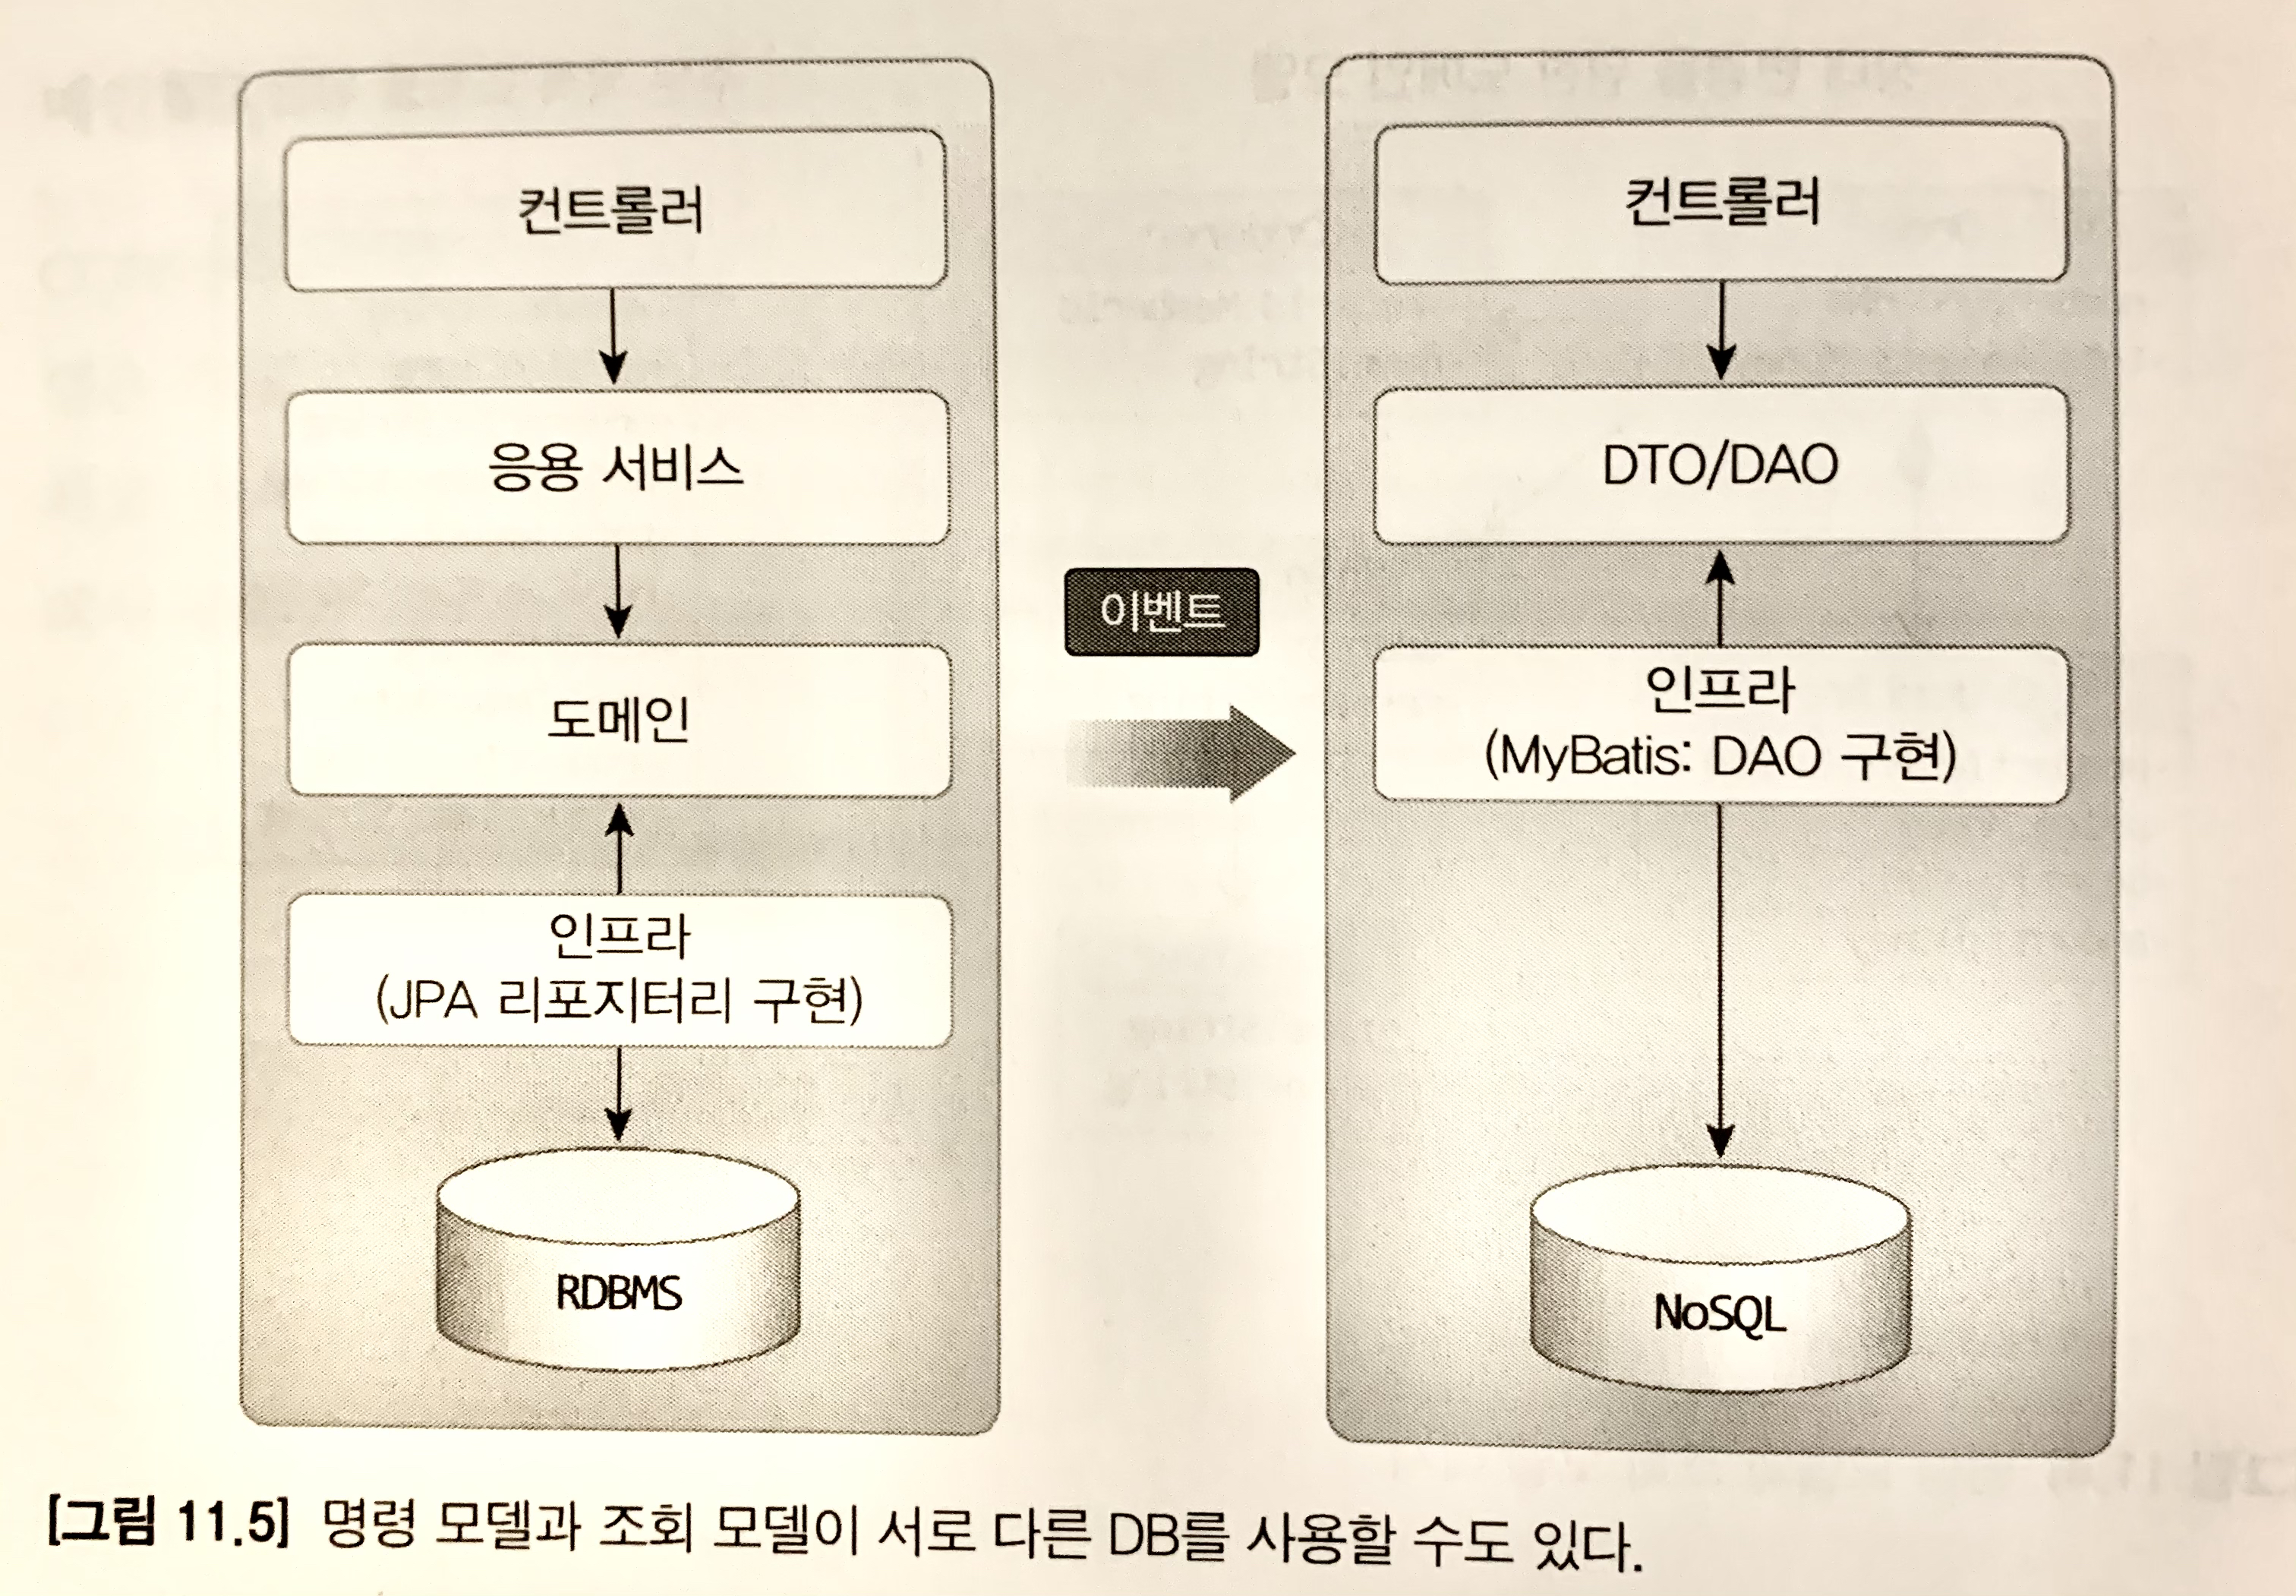 컨트롤러
응용 서비스
도메인
인프라
(JPA 리포지터리 구현)
RDBMS
이벤트
컨트롤러
DTO/DAO
인프라
(MyBatis: DAO 구현)
NoSQL
[그림 11.5] 명령 모델과 조회 모델이 서로 다른 DB를 사용할 수도 있다.